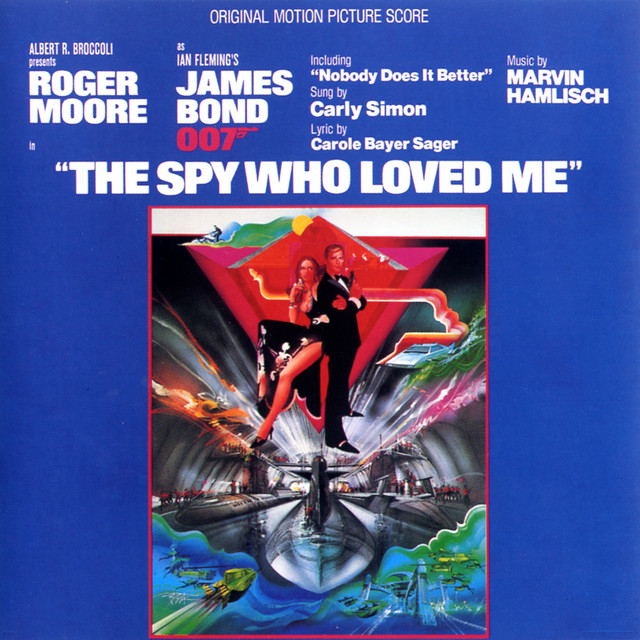 ORIGINAL MOTION PICTURE SCORE
ALBERT R. BROCCOLI
presents
ROGER
MOORE
in
as
IAN FLEMING'S
JAMES
BOND
007
Including
“Nobody Does It Better”
Sung by
Carly Simon
Lyric by
Carole Bayer Sager
Music by
MARVIN
HAMLISCH
“THE SPY WHO LOVED ME”